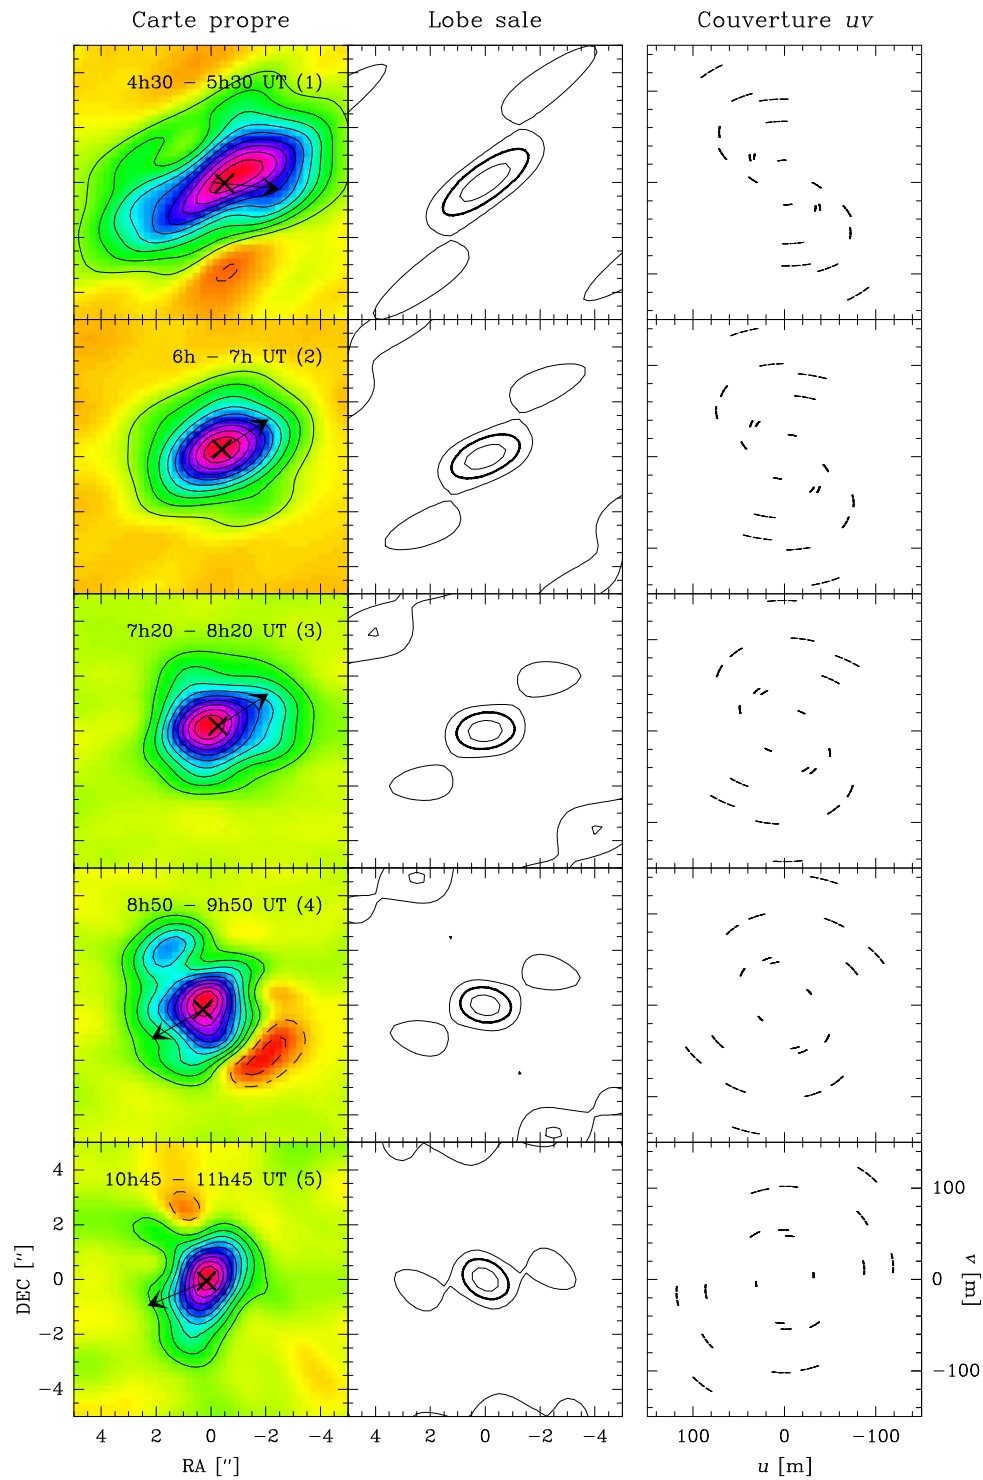 Carte propre Lobe sale Couverture uv
4h30 − 5h30 UT (1)
6h − 7h UT (2)
7h20 − 8h20 UT (3)
8h50 − 9h50 UT (4)
10h45 − 11h45 UT (5)
4
2
0
−2
−4
DEC ["]
100
0
−100
v [m]
4 2 0 −2 −4 4 2 0 −2 −4 100 0 −100
RA ["] RA ["] u [m]